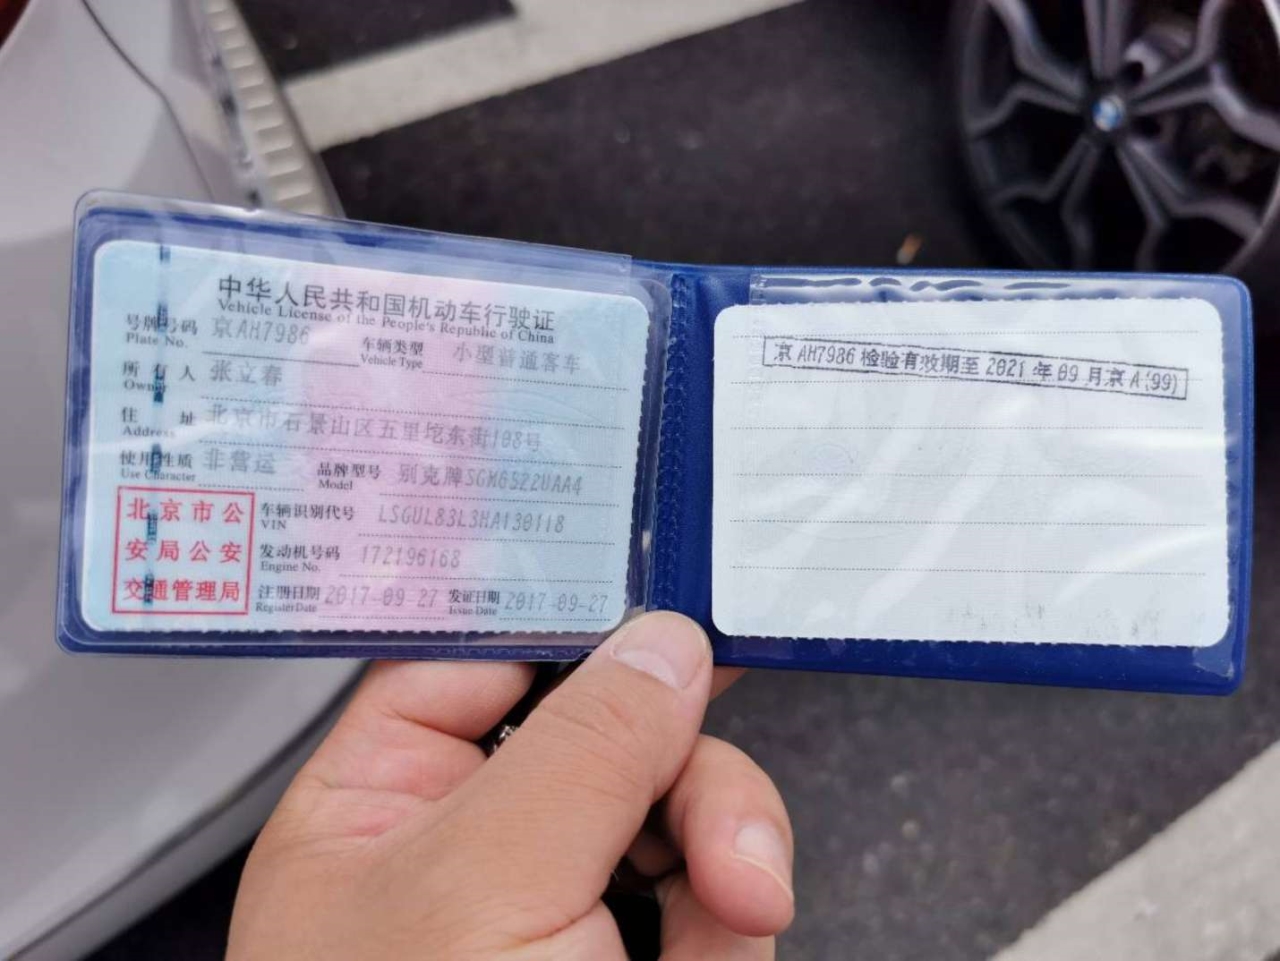 中华人民共和国机动车行驶证
Vehicle License of the People's Republic of China
号牌号码 京AH7986 车辆类型 小型普通客车
Plate No. Vehicle Type
所有人 张立春
Owner
住址 北京市石景山区五里坨东街108号
Address
使用性质 非营运 品牌型号 别克牌SGM6522UAA4
Use Character Model
车辆识别代号 LSGUL83L3HA130118
VIN
发动机号码 172196168
Engine No.
注册日期 2017-09-27 发证日期 2017-09-27
Register Date Issue Date
北京市公
安局公安
交通管理局
京AH7986 检验有效期至 2021 年 09 月京 A(99)